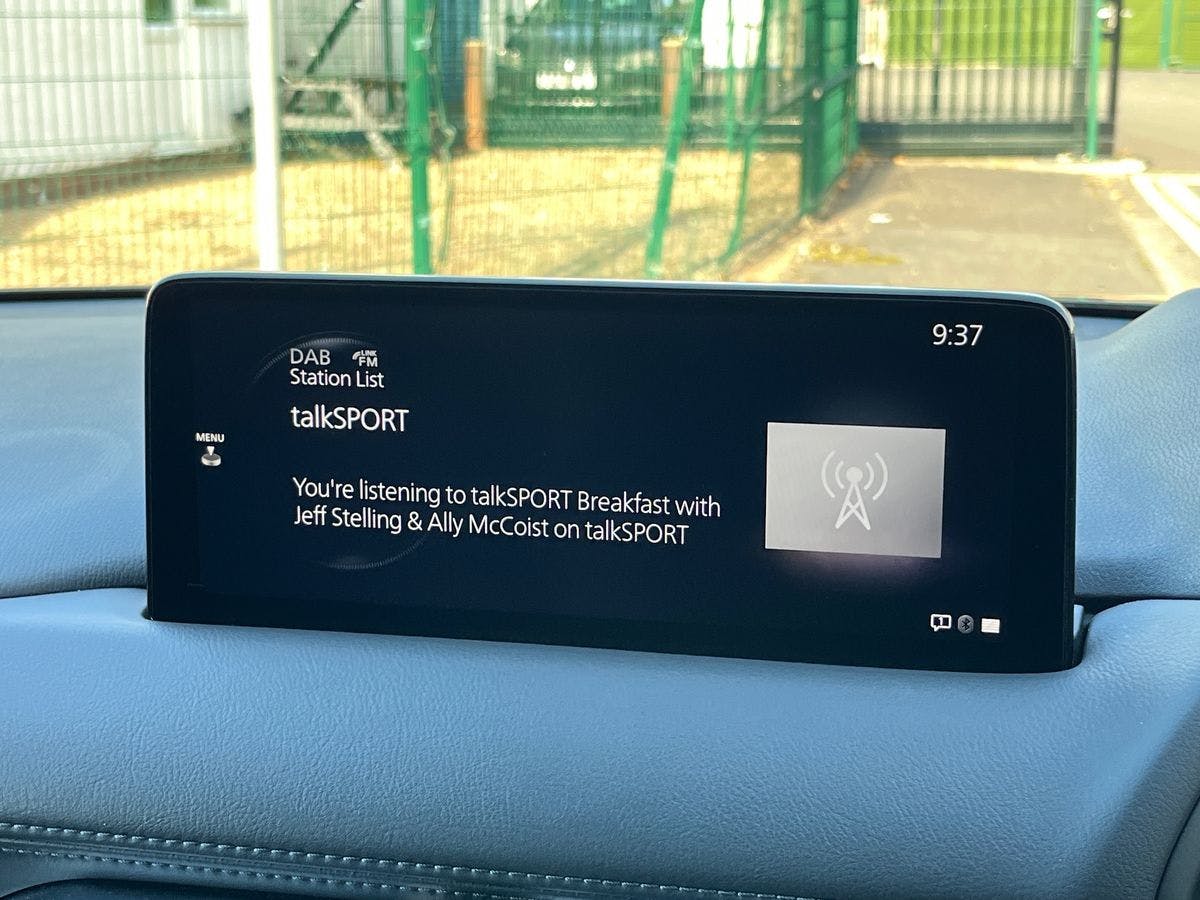 9:37
DAB LINK FM
Station List
talkSPORT
MENU
You're listening to talkSPORT Breakfast with
Jeff Stelling & Ally McCoist on talkSPORT
1